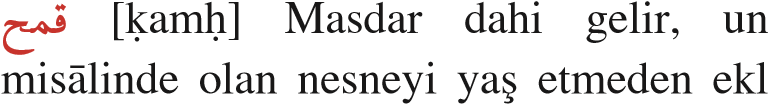 قمح [ḳamḥ] Masdar dahi gelir, un
misālinde olan nesneyi yaş etmeden ekl